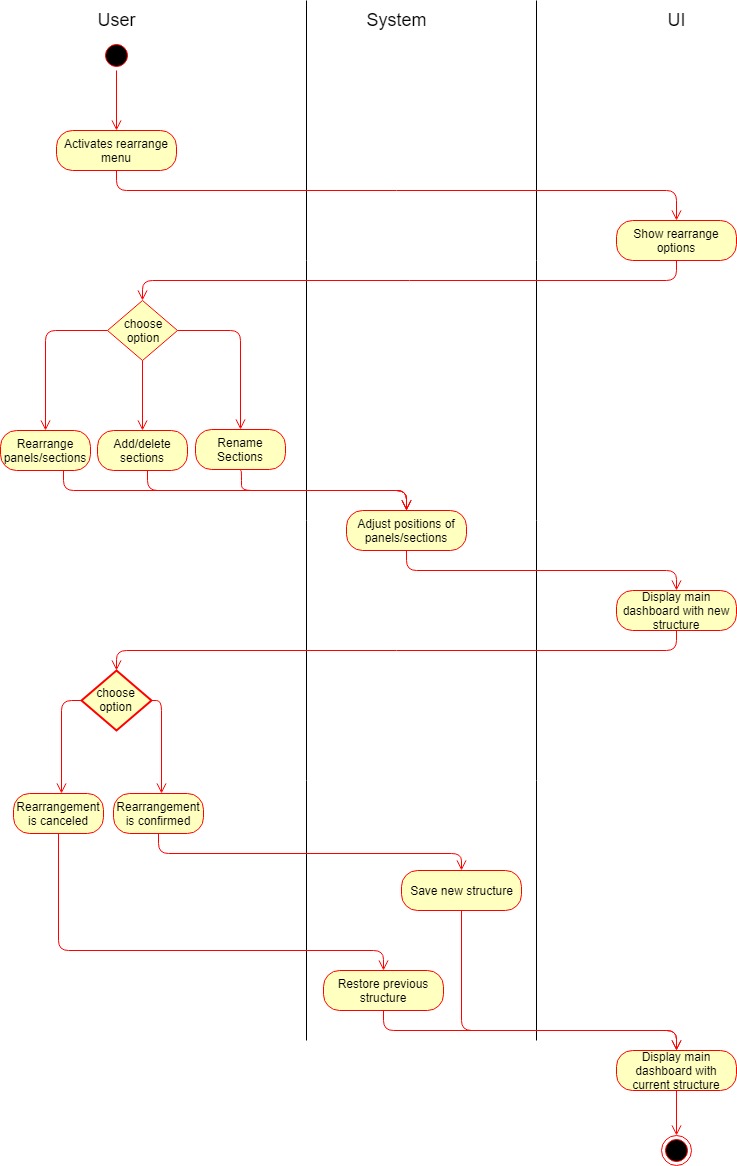 User
System
UI
Activates rearrange
menu
Show rearrange
options
choose
option
Rearrange
panels/sections
Add/delete
sections
Rename
Sections
Adjust positions of
panels/sections
Display main
dashboard with new
structure
choose
option
Rearrangement
is canceled
Rearrangement
is confirmed
Save new structure
Restore previous
structure
Display main
dashboard with
current structure